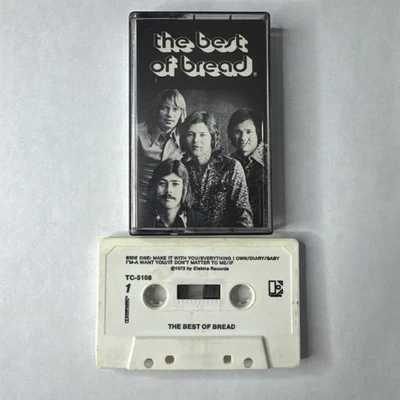 the best
of bread
SIDE ONE: MAKE IT WITH YOU/EVERYTHING I OWN/DIARY/BABY
I'M-A WANT YOU/IT DON'T MATTER TO ME/IF
℗1973 by Elektra Records
TC-5108
1
THE BEST OF BREAD